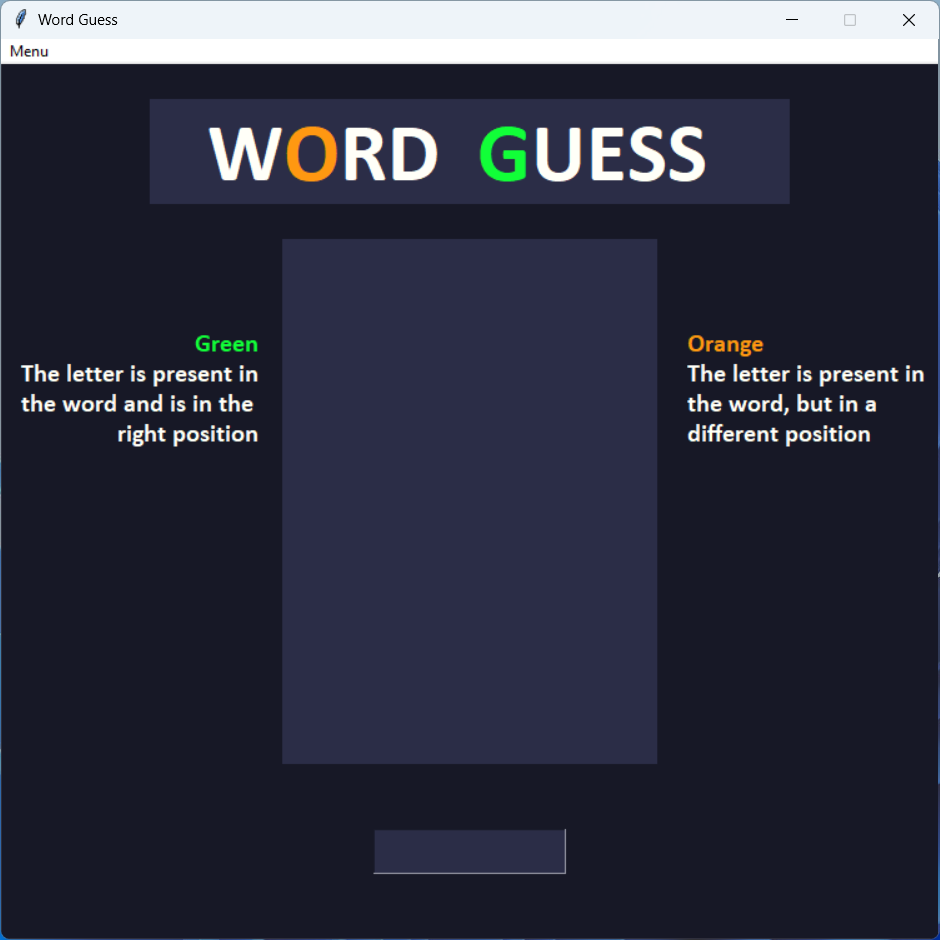 Word Guess
Menu
WORD GUESS
Green
The letter is present in
the word and is in the
right position
Orange
The letter is present in
the word, but in a
different position